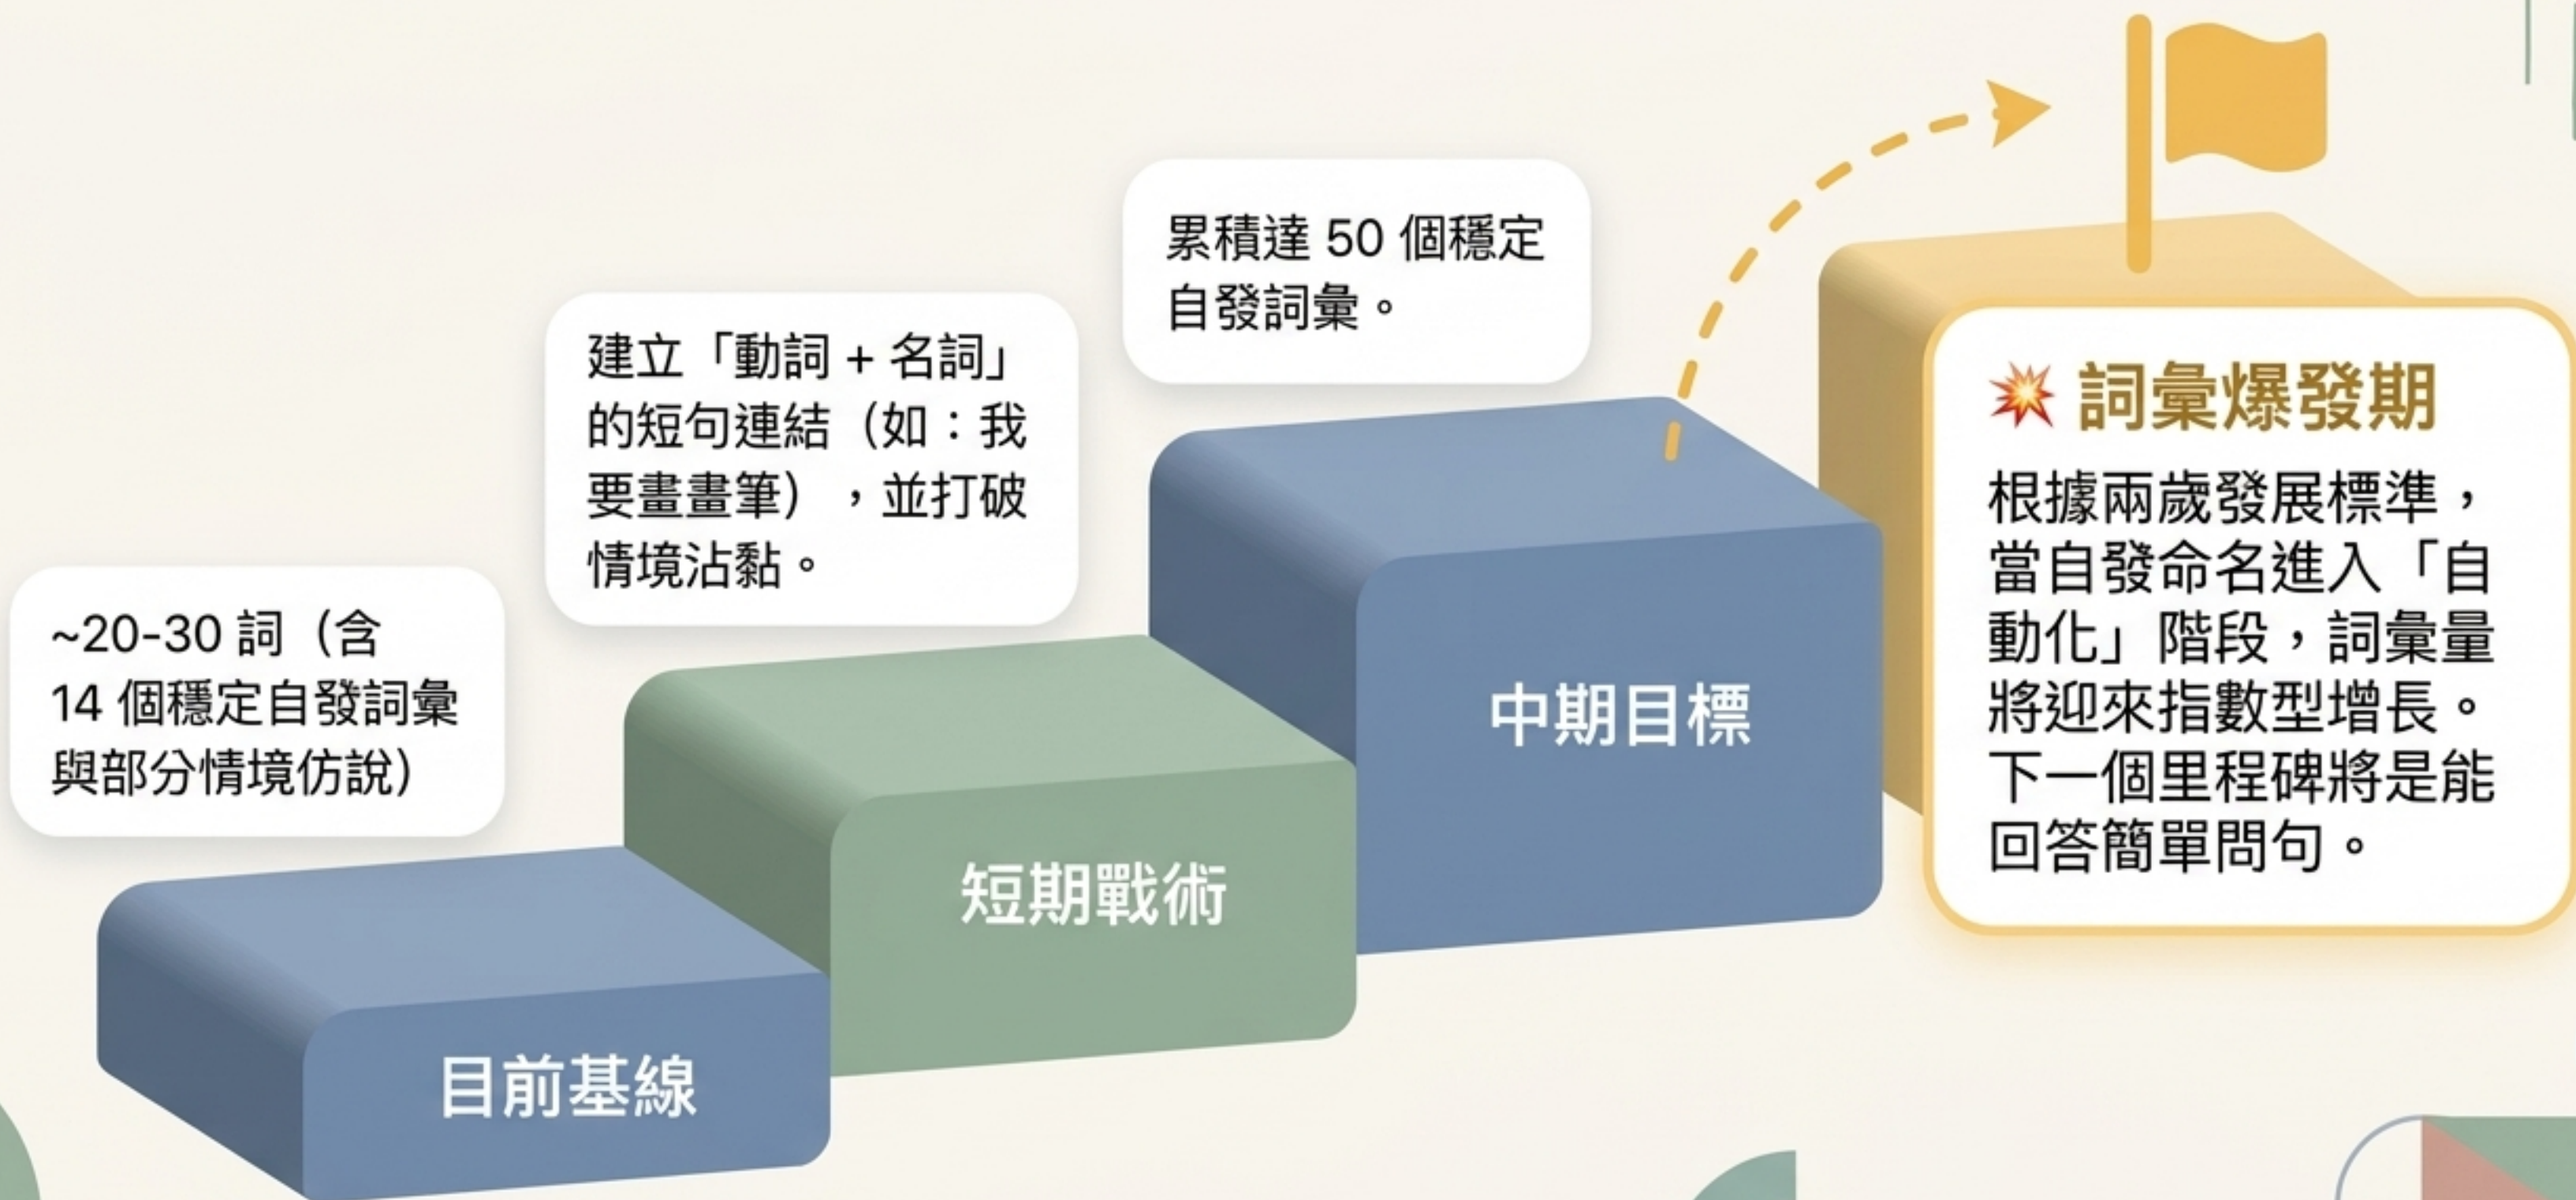 ~20-30 詞（含
14 個穩定自發詞彙
與部分情境仿說）
目前基線
建立「動詞 + 名詞」
的短句連結（如：我
要畫畫筆），並打破
情境沾黏。
短期戰術
累積達 50 個穩定
自發詞彙。
中期目標
💥 詞彙爆發期
根據兩歲發展標準，
當自發命名進入「自
動化」階段，詞彙量
將迎來指數型增長。
下一個里程碑將是能
回答簡單問句。